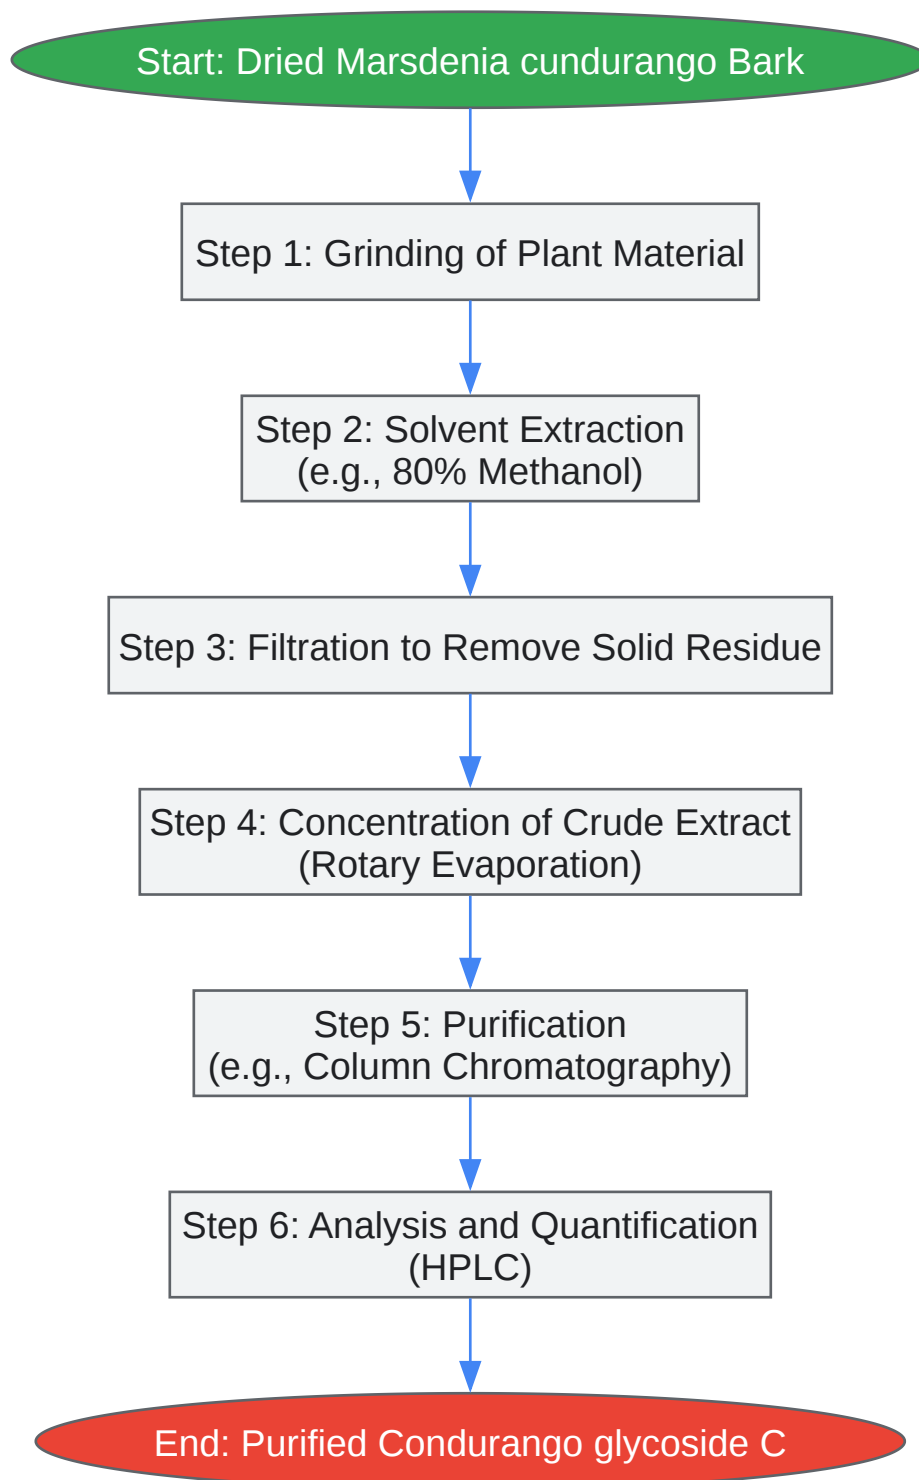 Start: Dried Marsdenia cundurango Bark
Step 1: Grinding of Plant Material
Step 2: Solvent Extraction
(e.g., 80% Methanol)
Step 3: Filtration to Remove Solid Residue
Step 4: Concentration of Crude Extract
(Rotary Evaporation)
Step 5: Purification
(e.g., Column Chromatography)
Step 6: Analysis and Quantification
(HPLC)
End: Purified Condurango glycoside C